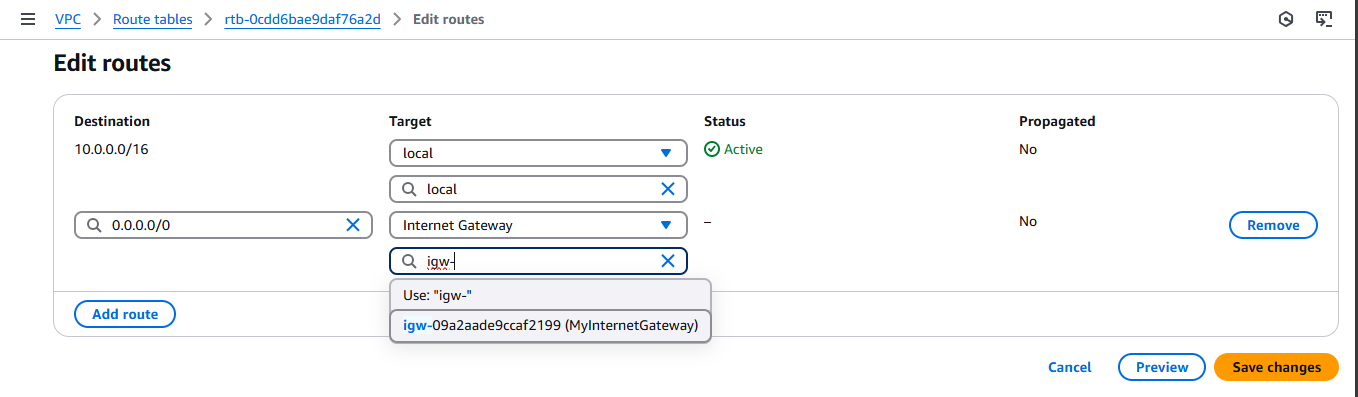 VPC > Route tables > rtb-0cdd6bae9daf76a2d > Edit routes
Edit routes
Destination Target Status Propagated
10.0.0.0/16 local Active No
local
0.0.0.0/0 Internet Gateway – No Remove
igw-
Use: "igw-"
Add route
igw-09a2aade9ccaf2199 (MyInternetGateway)
Cancel Preview Save changes